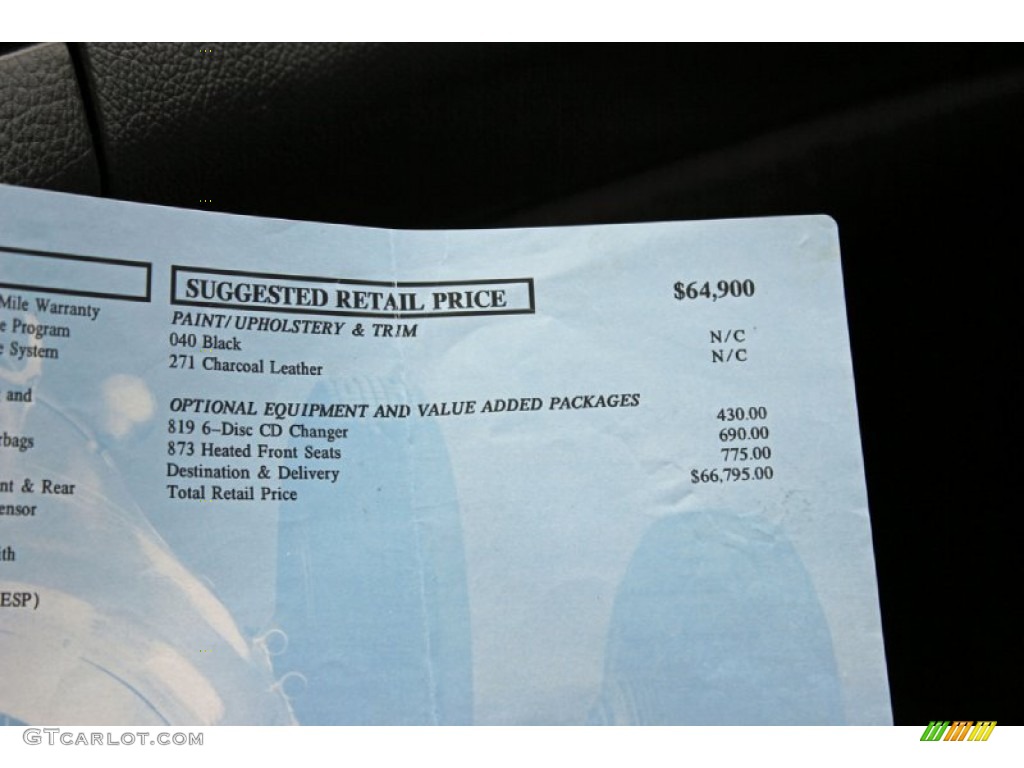 SUGGESTED RETAIL PRICE $64,900
Mile Warranty
PAINT/UPHOLSTERY & TRIM
e Program
040 Black N/C
e System
271 Charcoal Leather N/C
and
OPTIONAL EQUIPMENT AND VALUE ADDED PACKAGES
819 6-Disc CD Changer 430.00
rbags
873 Heated Front Seats 690.00
Destination & Delivery 775.00
nt & Rear
Total Retail Price $66,795.00
ensor
ith
ESP)
GTCARLOT.COM